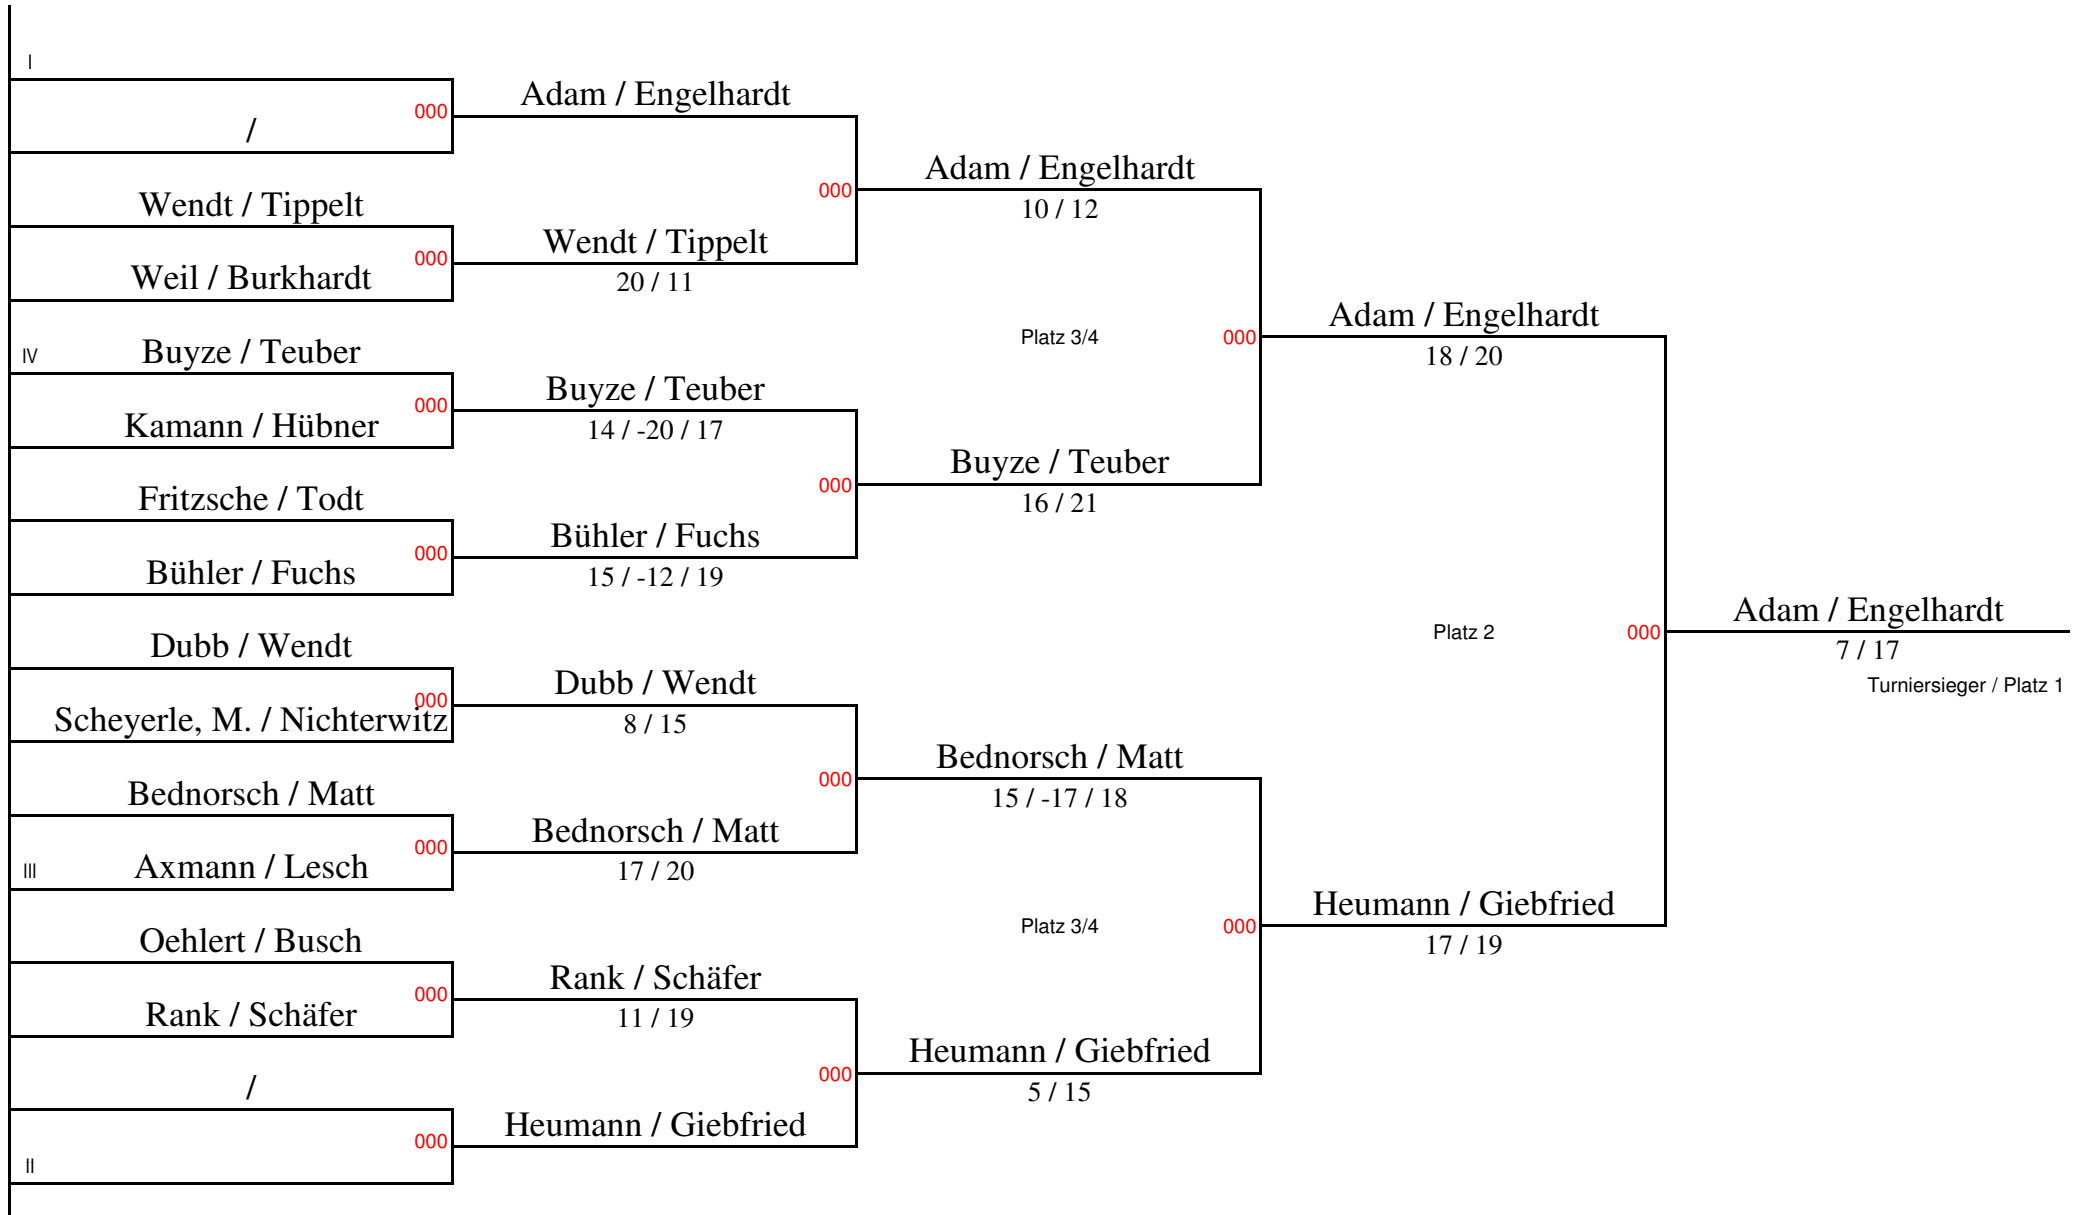 I
000
/
Adam / Engelhardt
Wendt / Tippelt
000
Weil / Burkhardt
Wendt / Tippelt
20 / 11
000
Adam / Engelhardt
10 / 12
IV
Buyze / Teuber
000
Kamann / Hübner
Buyze / Teuber
14 / -20 / 17
Fritzsche / Todt
000
Bühler / Fuchs
Bühler / Fuchs
15 / -12 / 19
000
Buyze / Teuber
16 / 21
Platz 3/4
000
Adam / Engelhardt
18 / 20
Dubb / Wendt
000
Scheyerle, M. / Nichterwitz
Dubb / Wendt
8 / 15
Bednorsch / Matt
000
III
Axmann / Lesch
Bednorsch / Matt
17 / 20
000
Bednorsch / Matt
15 / -17 / 18
Oehlert / Busch
000
Rank / Schäfer
Rank / Schäfer
11 / 19
/
000
II
Heumann / Giebfried
000
Heumann / Giebfried
5 / 15
Platz 3/4
000
Heumann / Giebfried
17 / 19
Platz 2
000
Adam / Engelhardt
7 / 17
Turniersieger / Platz 1